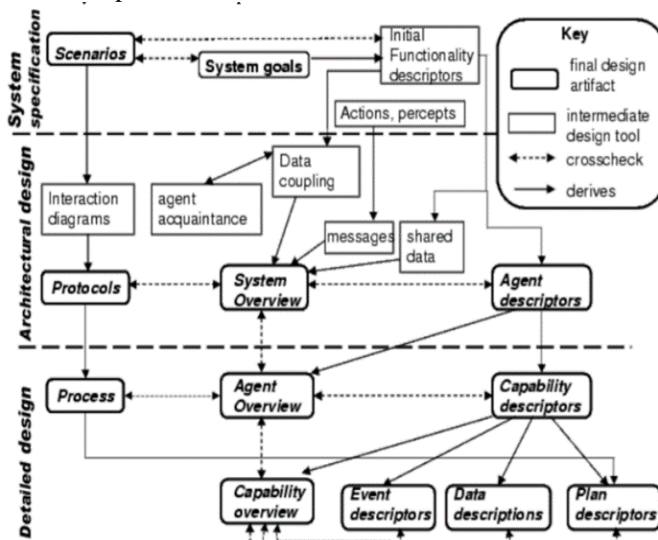 System
specification
Scenarios
System goals
Initial
Functionality
descriptors
Actions, percepts
Key
final design
artifact
intermediate
design tool
crosscheck
derives
Architectural design
Interaction
diagrams
agent
acquaintance
Data
coupling
messages
shared
data
Protocols
System
Overview
Agent
descriptors
Detailed design
Process
Agent
Overview
Capability
descriptors
Capability
overview
Event
descriptors
Data
descriptions
Plan
descriptors